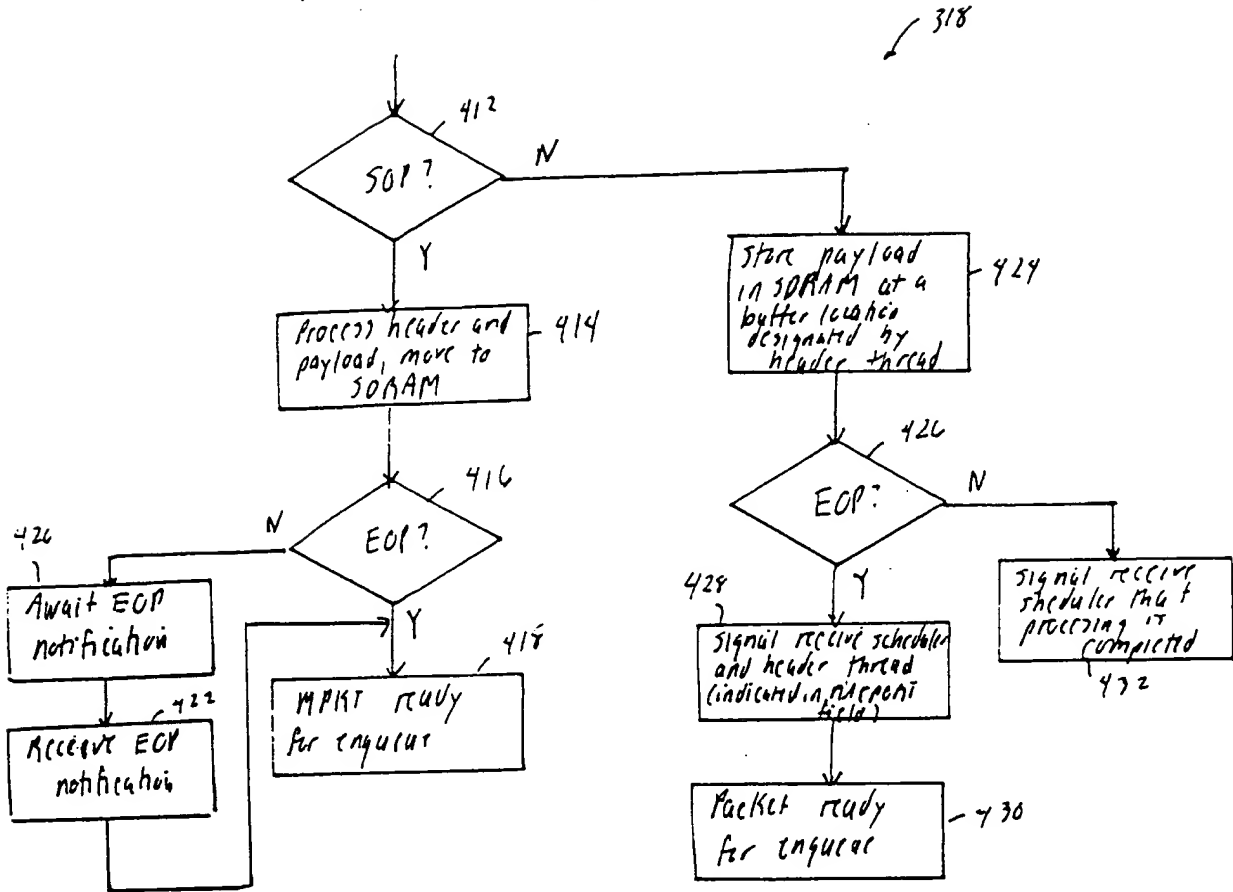 318
412
SOP?
N
Y
Process header and
payload, move to
SDRAM
414
416
EOP?
N
Y
420
Await EOP
notification
422
Receive EOP
notification
418
MPKT ready
for enqueue
Store payload
in SDRAM at a
buffer location
designated by
header thread
424
426
EOP?
N
Y
428
Signal receive scheduler
and header thread
(indicated in
field)
Signal receive
sheduler that
processing is
completed
432
Packet ready
for enqueue
430